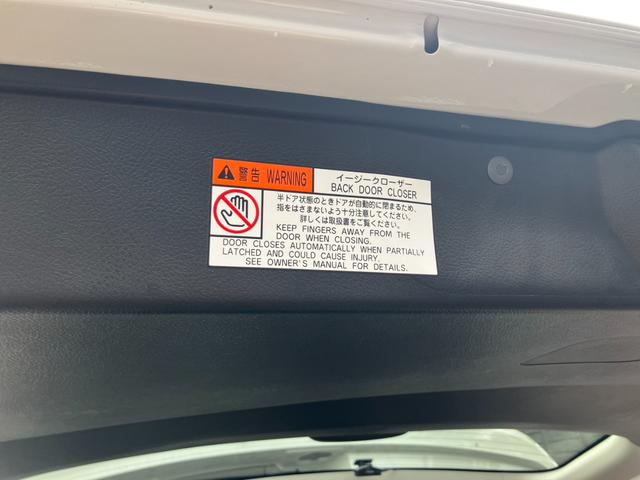 警告 WARNING
イージークローザー
BACK DOOR CLOSER
半ドア状態のときドアが自動的に閉まるため、
指をはさまないよう十分注意してください。
詳しくは取扱書をご覧ください。
KEEP FINGERS AWAY FROM THE
DOOR WHEN CLOSING.
DOOR CLOSES AUTOMATICALLY WHEN PARTIALLY
LATCHED AND COULD CAUSE INJURY.
SEE OWNER'S MANUAL FOR DETAILS.